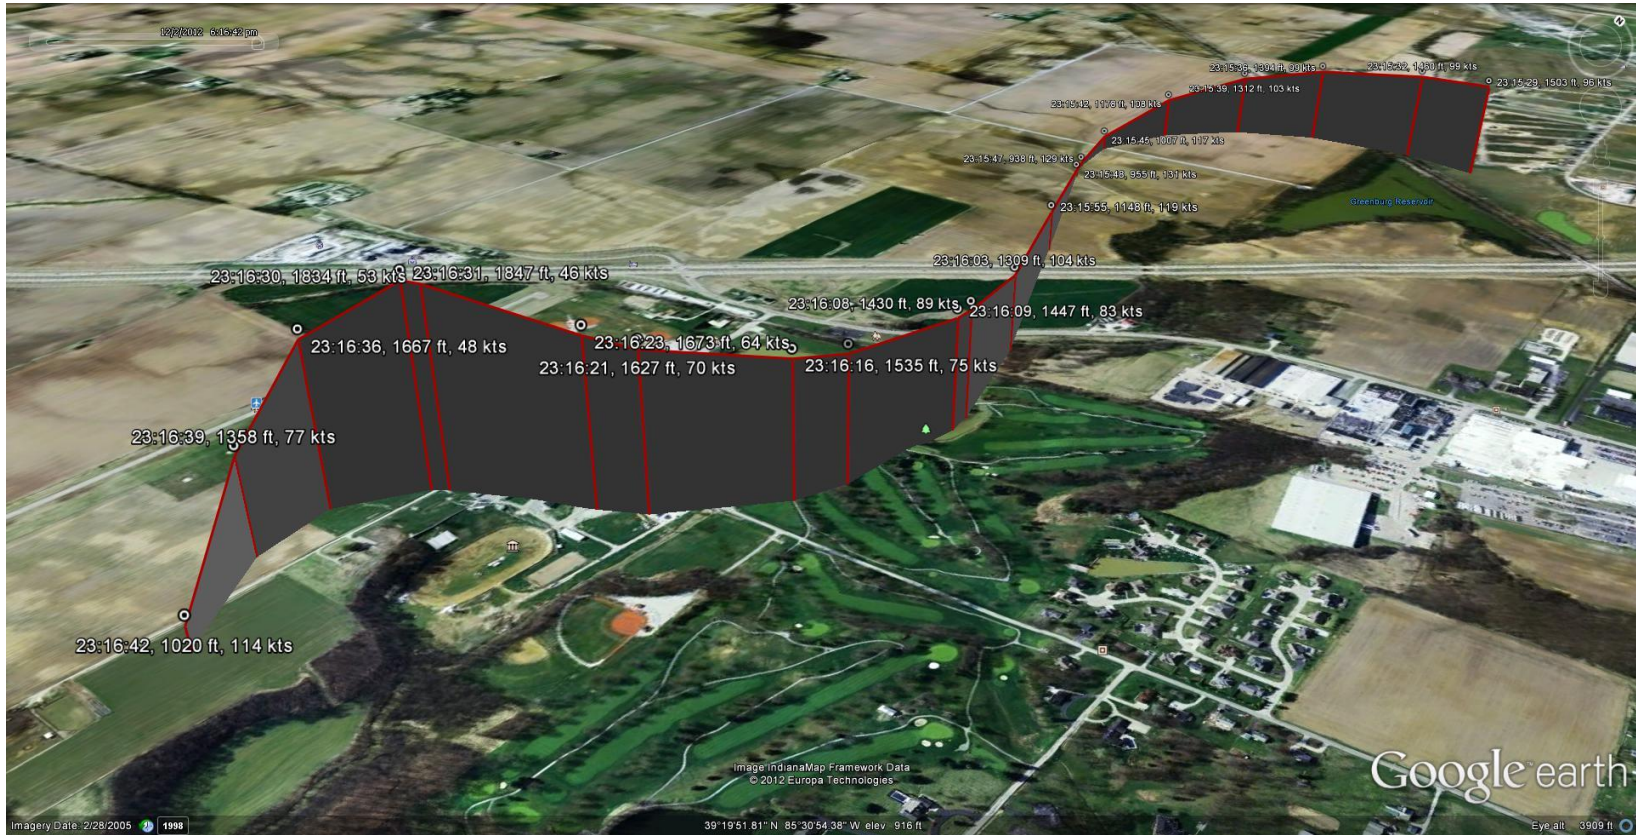 12/2/2012 6:16:42 pm
N
23:15:36, 1394 ft, 99 kts
23:15:32, 1460 ft, 99 kts
23:15:29, 1503 ft, 96 kts
23:15:39, 1312 ft, 103 kts
23:15:42, 1178 ft, 108 kts
23:15:45, 1007 ft, 117 kts
23:15:47, 938 ft, 129 kts
23:15:48, 955 ft, 131 kts
Greenburg Reservoir
23:15:55, 1148 ft, 119 kts
23:16:03, 1309 ft, 104 kts
23:16:30, 1834 ft, 53 kts
23:16:31, 1847 ft, 46 kts
23:16:08, 1430 ft, 89 kts
23:16:09, 1447 ft, 83 kts
23:16:36, 1667 ft, 48 kts
23:16:23, 1673 ft, 64 kts
23:16:21, 1627 ft, 70 kts
23:16:16, 1535 ft, 75 kts
23:16:39, 1358 ft, 77 kts
23:16:42, 1020 ft, 114 kts
Image IndianaMap Framework Data
© 2012 Europa Technologies
Google earth
Imagery Date: 2/28/2005
1998
39°19'51.81" N 85°30'54.38" W elev 916 ft
Eye alt 3909 ft